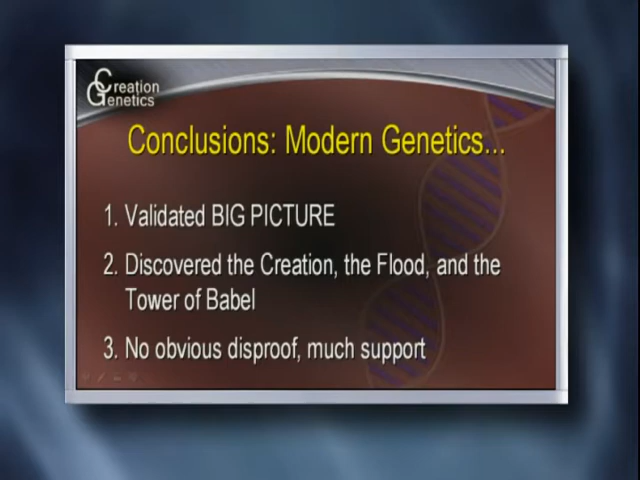 Creation
Genetics
Conclusions: Modern Genetics...
1. Validated BIG PICTURE
2. Discovered the Creation, the Flood, and the
Tower of Babel
3. No obvious disproof, much support